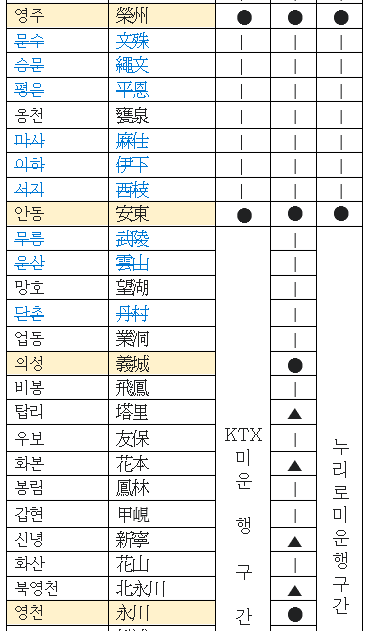 영주 榮州 ● ● ●
문수 文殊 | | |
승문 繩文 | | |
평은 平恩 | | |
옹천 甕泉 | | |
마사 麻仕 | | |
이하 伊下 | | |
서지 西枝 | | |
안동 安東 ● ● ●
무릉 武陵 |
운산 雲山 |
망호 望湖 |
단촌 丹村 |
업동 業洞 |
의성 義城 ●
비봉 飛鳳 |
탑리 塔里 ▲
우보 友保 |
화본 花本 ▲
봉림 鳳林 |
갑현 甲峴 |
신녕 新寧 ▲
화산 花山 |
북영천 北永川 ▲
영천 永川 ●
KTX
미
운
행
구
간
누
리
로
미
운
행
구
간